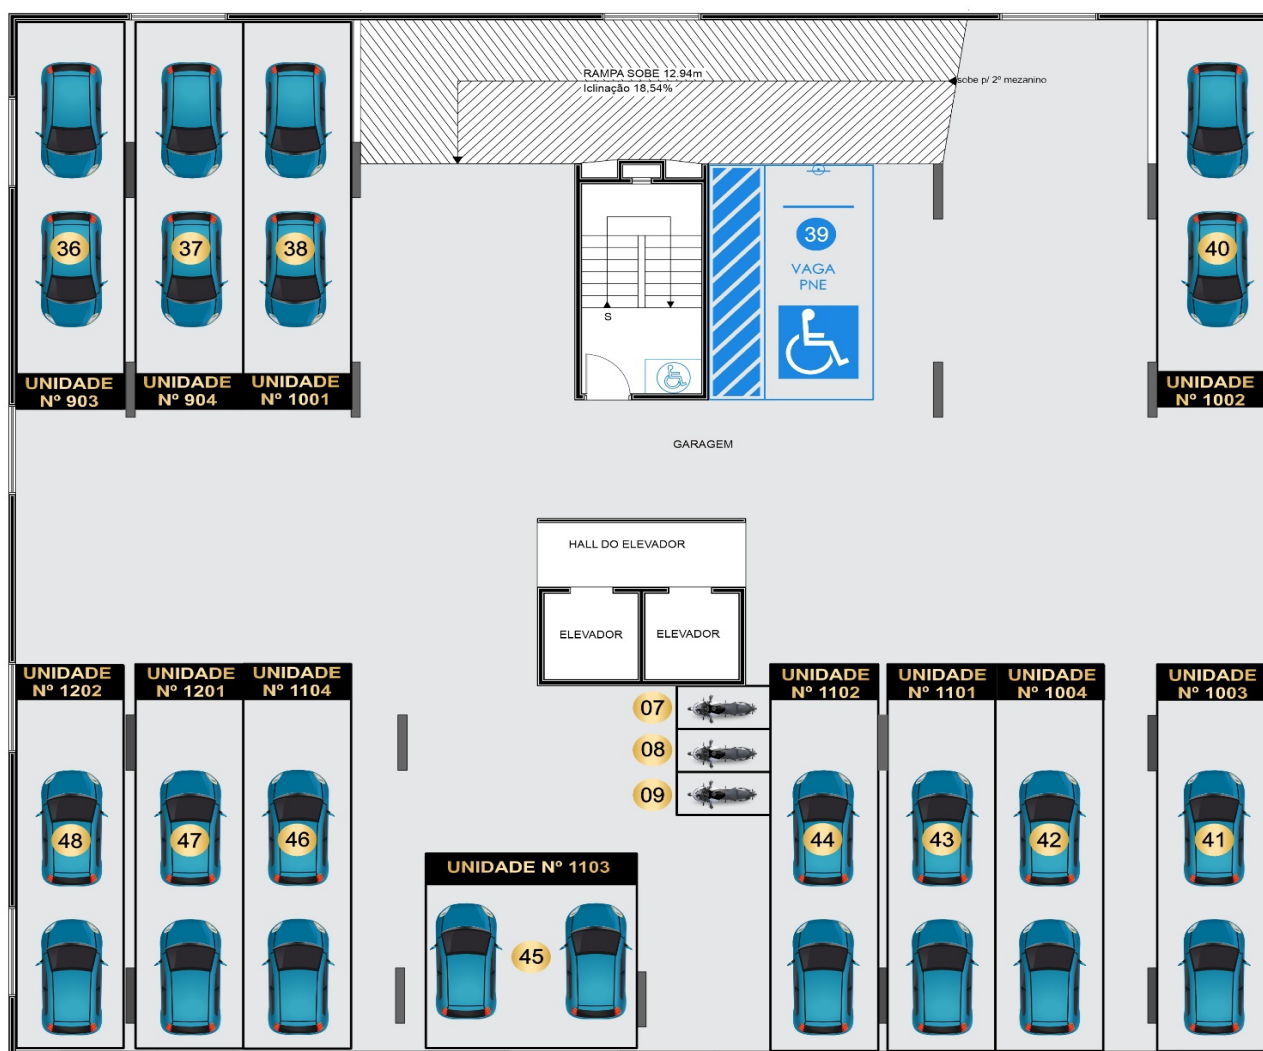 RAMPA SOBE 12.94m
Iclinação 18,54%
sobe p/ 2º mezanino
36
37
38
39
VAGA
PNE
40
S
UNIDADE
Nº 903
UNIDADE
Nº 904
UNIDADE
Nº 1001
UNIDADE
Nº 1002
GARAGEM
HALL DO ELEVADOR
ELEVADOR
ELEVADOR
UNIDADE
Nº 1202
UNIDADE
Nº 1201
UNIDADE
Nº 1104
UNIDADE
Nº 1102
UNIDADE
Nº 1101
UNIDADE
Nº 1004
UNIDADE
Nº 1003
07
08
09
48
47
46
44
43
42
41
UNIDADE Nº 1103
45